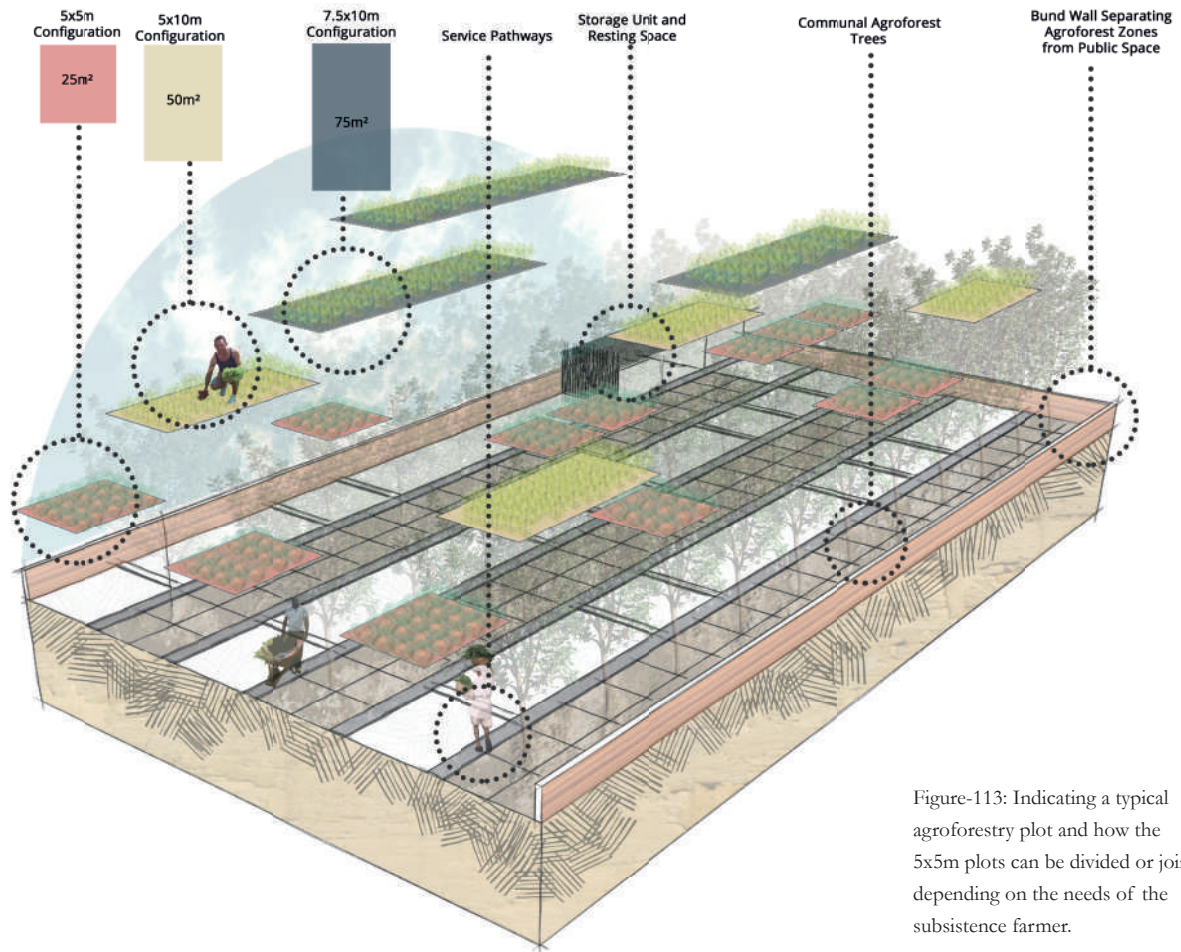 5x5m
Configuration
25m²
5x10m
Configuration
50m²
7.5x10m
Configuration
75m²
Service Pathways
Storage Unit and
Resting Space
Communal Agroforest
Trees
Bund Wall Separating
Agroforest Zones
from Public Space
Figure-113: Indicating a typical
agroforestry plot and how the
5x5m plots can be divided or
depending on the needs of the
subsistence farmer.